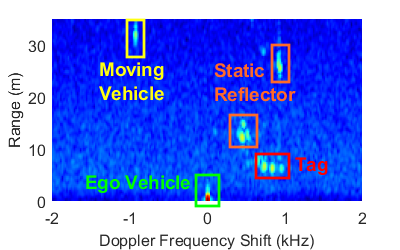 30
20
10
0
Range (m)
Moving
Vehicle
Static
Reflector
Tag
Ego Vehicle
-2
-1
0
1
2
Doppler Frequency Shift (kHz)